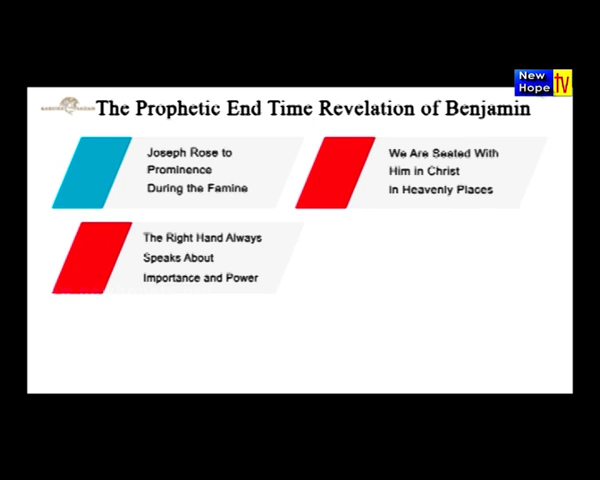 New
Hope TV
The Prophetic End Time Revelation of Benjamin
Joseph Rose to
Prominence
During the Famine
We Are Seated With
Him in Christ
In Heavenly Places
The Right Hand Always
Speaks About
Importance and Power